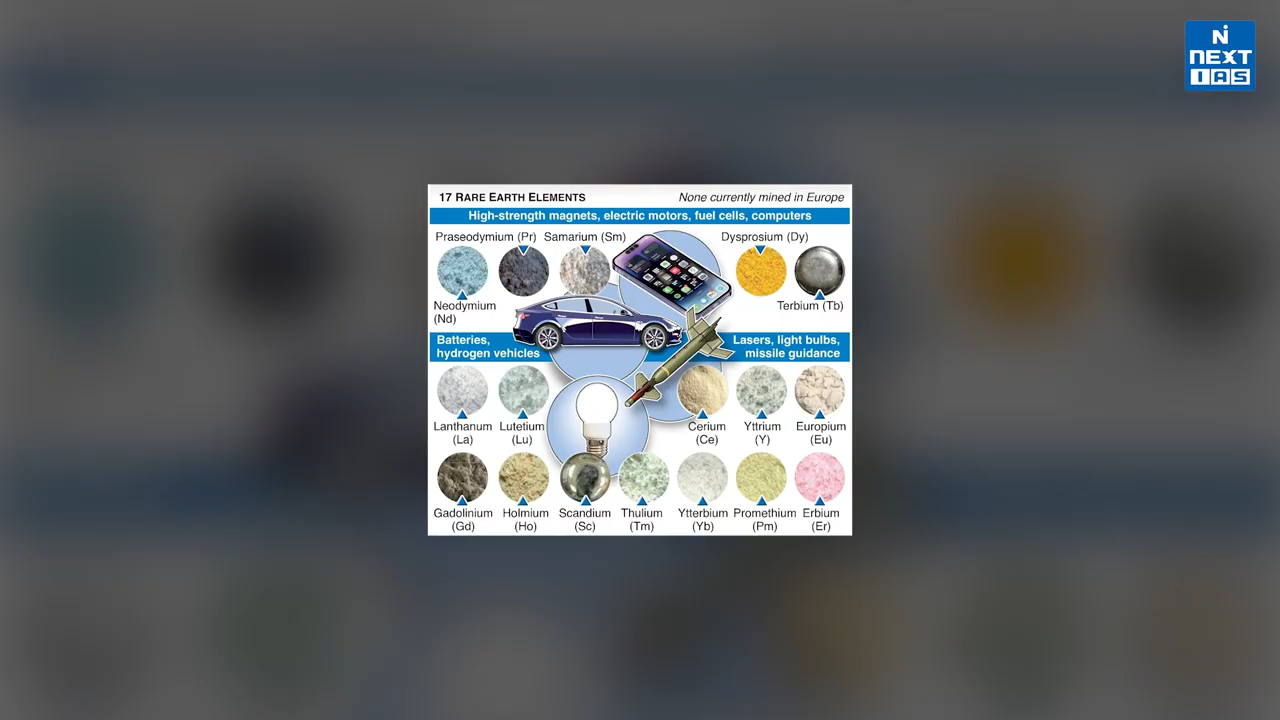 NEXT
IAS
17 RARE EARTH ELEMENTS
None currently mined in Europe
High-strength magnets, electric motors, fuel cells, computers
Praseodymium (Pr)
Samarium (Sm)
Dysprosium (Dy)
Neodymium
(Nd)
Terbium (Tb)
Batteries,
hydrogen vehicles
Lasers, light bulbs,
missile guidance
Lanthanum
(La)
Lutetium
(Lu)
Cerium
(Ce)
Yttrium
(Y)
Europium
(Eu)
Gadolinium
(Gd)
Holmium
(Ho)
Scandium
(Sc)
Thulium
(Tm)
Ytterbium
(Yb)
Promethium
(Pm)
Erbium
(Er)